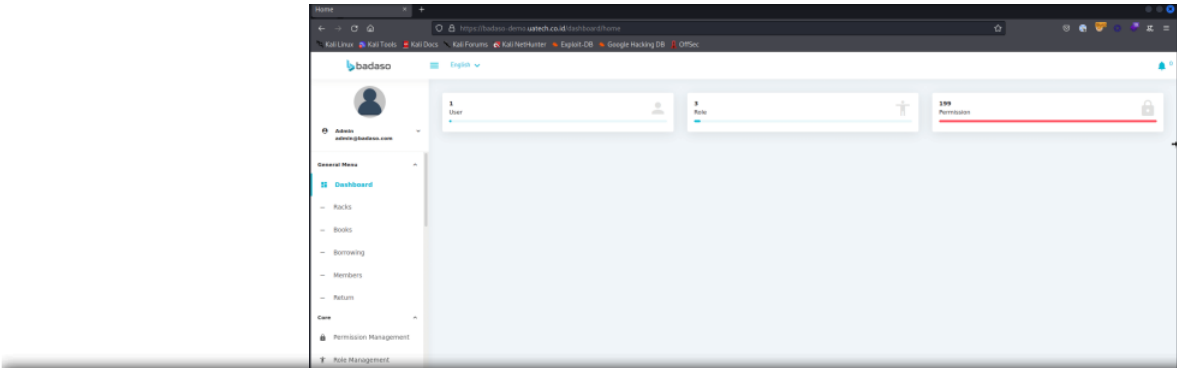 Home
https://badaso-demo.uatech.co.id/dashboard/home
Kali Linux Kali Tools Kali Docs Kali Forums Kali NetHunter Exploit-DB Google Hacking DB OffSec
badaso
English
0
1
User
3
Role
199
Permission
Admin
admin@badaso.com
General Menu
Dashboard
Racks
Books
Borrowing
Members
Return
Core
Permission Management
Role Management